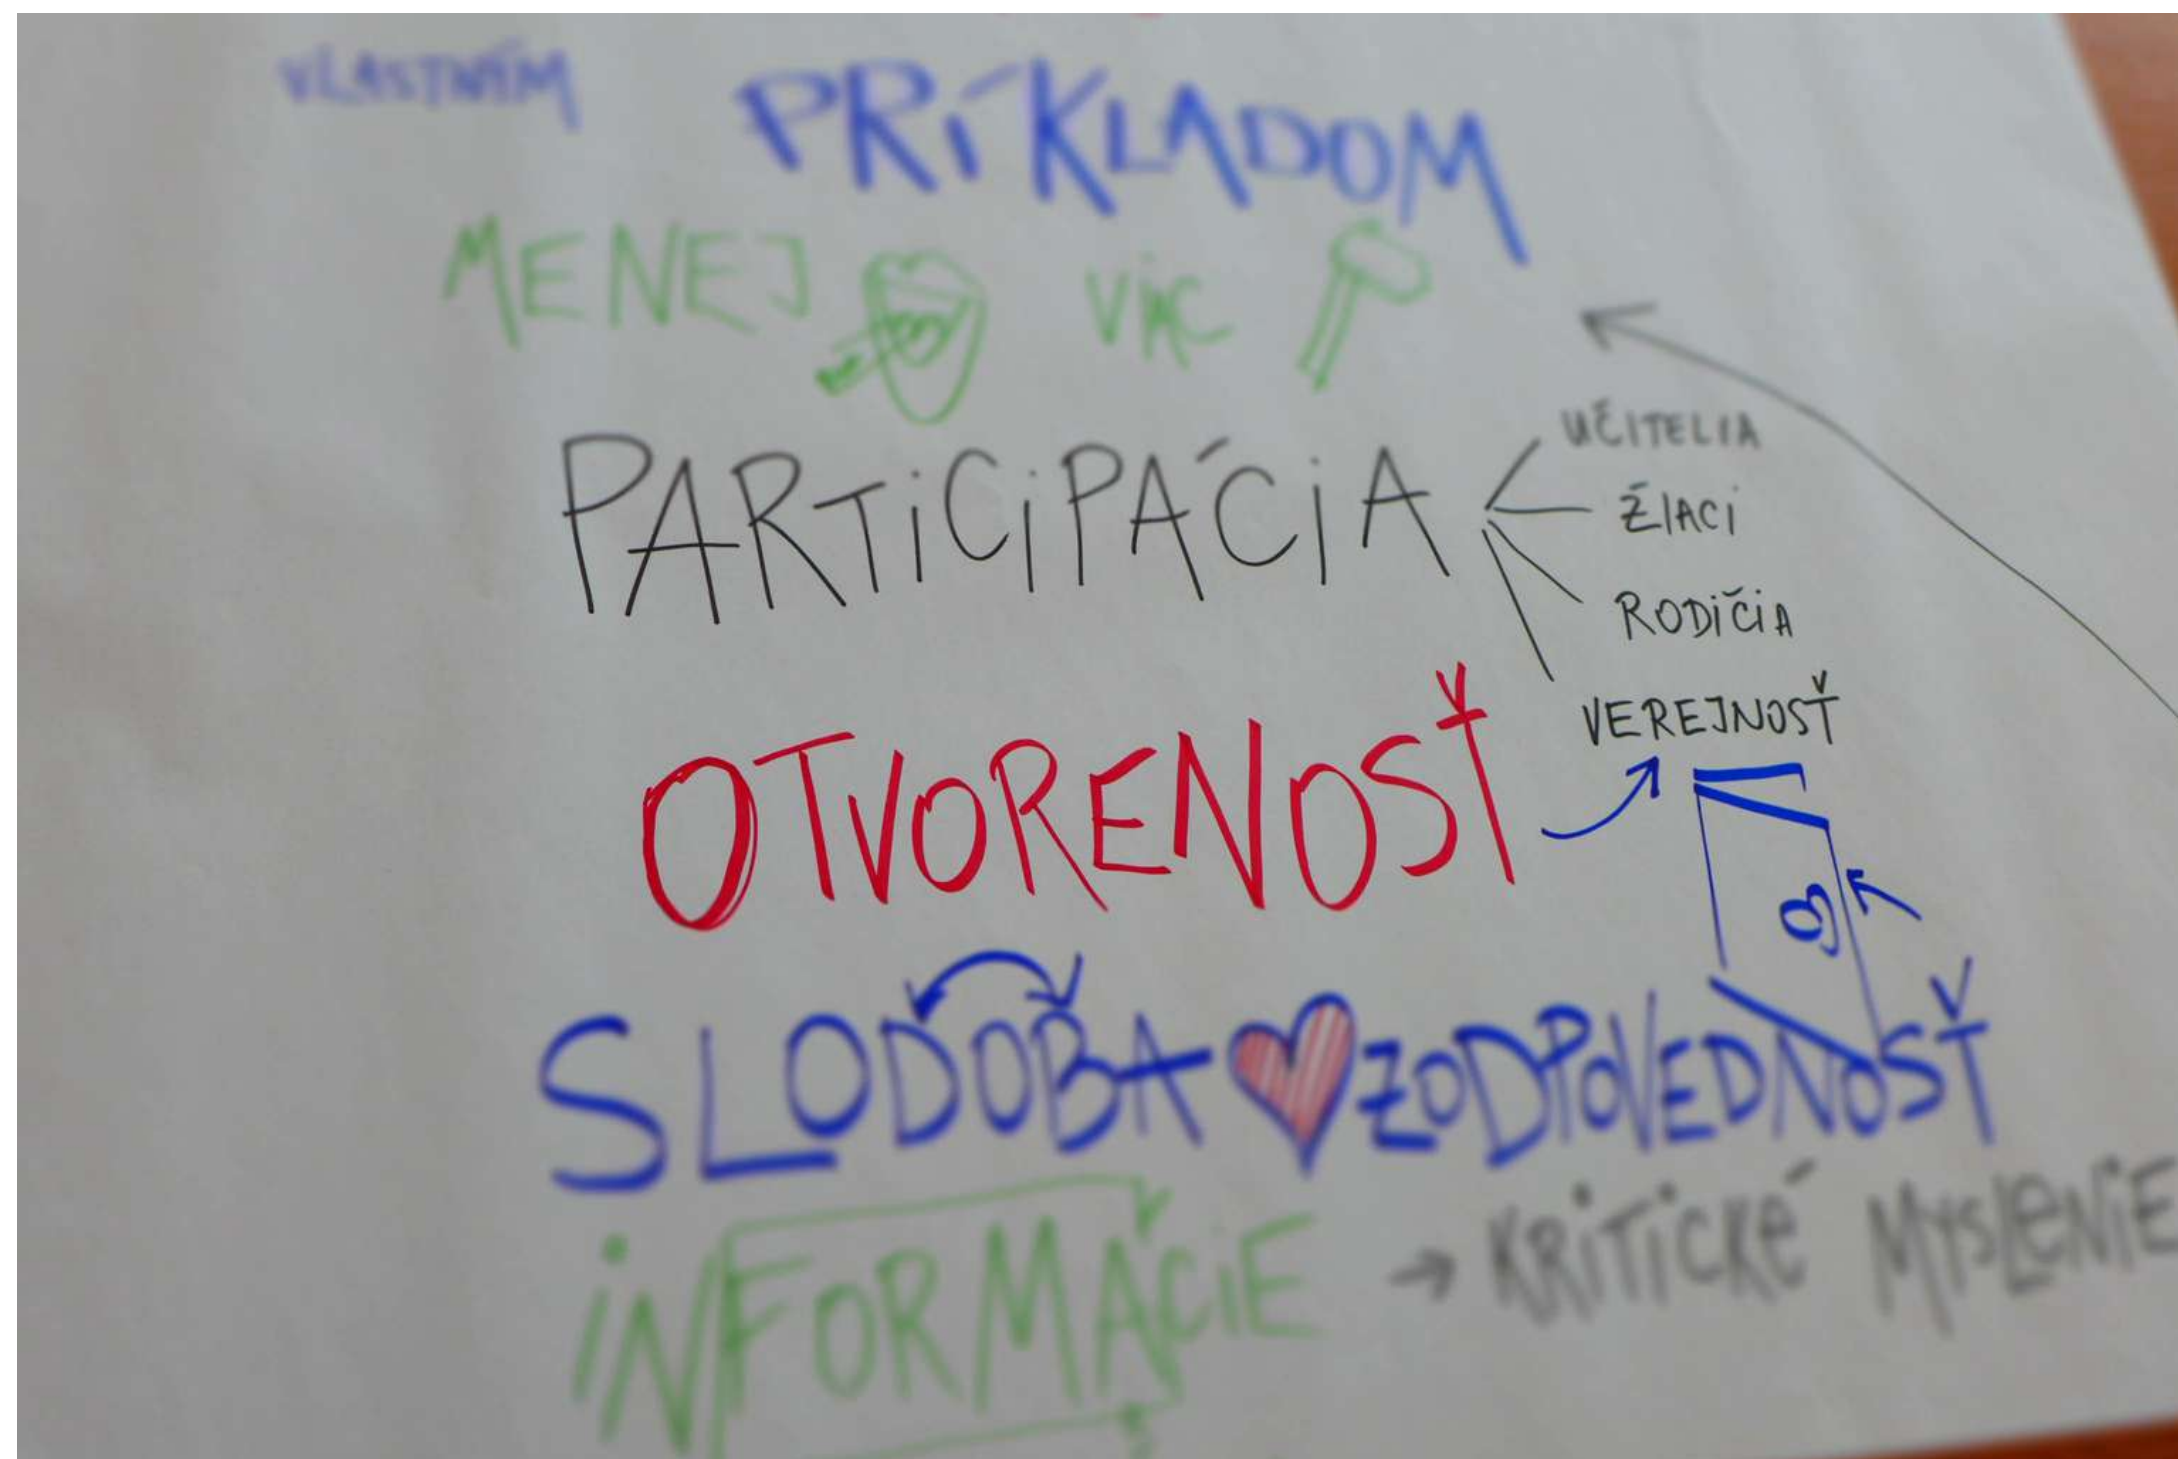 VLASTNÝM PRÍKLADOM
MENEJ VIAC
PARTICIPÁCIA
UČITELIA
ŽIACI
RODIČIA
VEREJNOSŤ
OTVORENOSŤ
SLOBODA ZODPOVEDNOSŤ
INFORMÁCIE → KRITICKÉ MYSLENIE